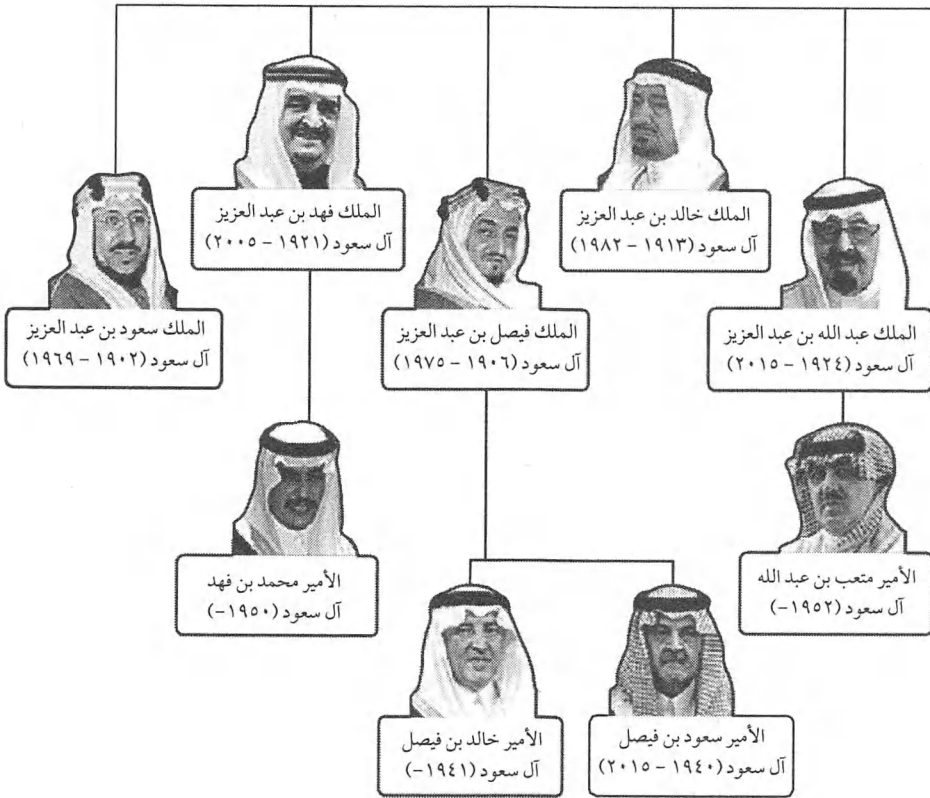 الملك فهد بن عبد العزيز
آل سعود (١٩٢١ – ٢٠٠٥)
الملك خالد بن عبد العزيز
آل سعود (١٩١٣ – ١٩٨٢)
الملك سعود بن عبد العزيز
آل سعود (١٩٠٢ – ١٩٦٩)
الملك فيصل بن عبد العزيز
آل سعود (١٩٠٦ – ١٩٧٥)
الملك عبد الله بن عبد العزيز
آل سعود (١٩٢٤ – ٢٠١٥)
الأمير محمد بن فهد
آل سعود (١٩٥٠–)
الأمير متعب بن عبد الله
آل سعود (١٩٥٢–)
الأمير خالد بن فيصل
آل سعود (١٩٤١–)
الأمير سعود بن فيصل
آل سعود (١٩٤٠ – ٢٠١٥)